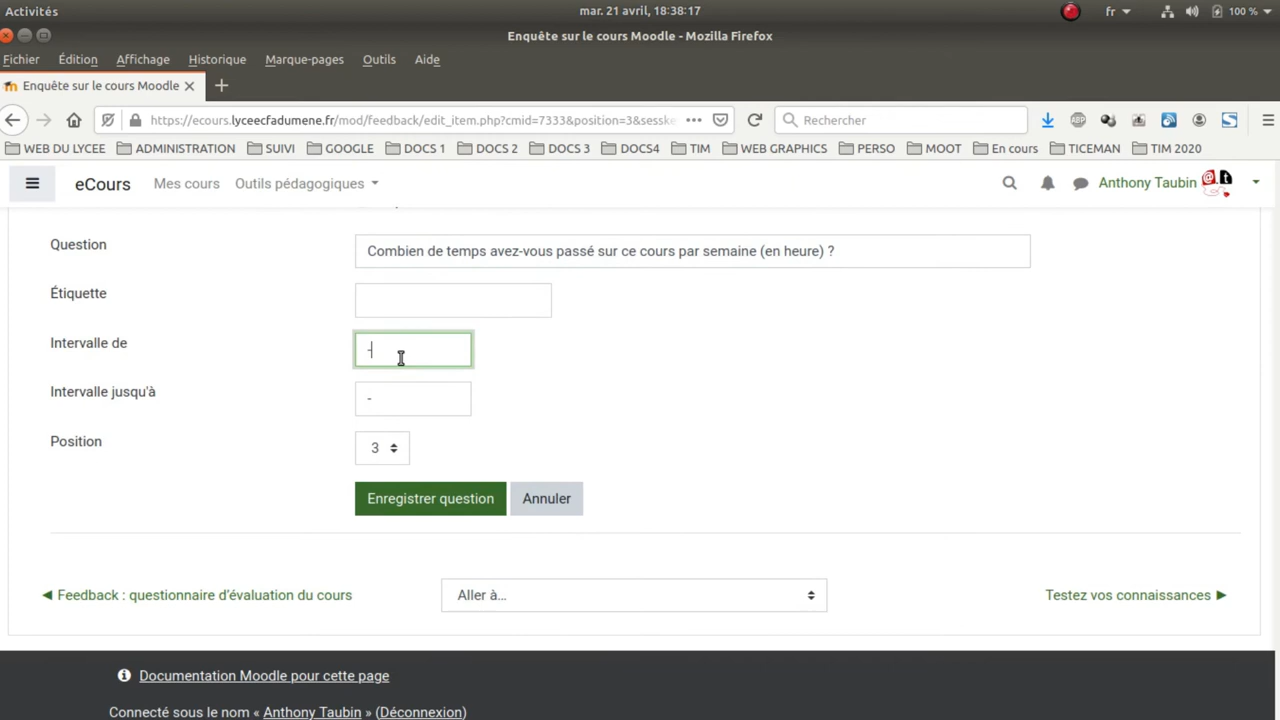 Activités
mar. 21 avril, 18:38:17
fr
100 %
Enquête sur le cours Moodle - Mozilla Firefox
Fichier Édition Affichage Historique Marque-pages Outils Aide
Enquête sur le cours Moodle
https://ecours.lyceecfadumene.fr/mod/feedback/edit_item.php?cmid=7333&position=3&sesske
Rechercher
WEB DU LYCEE ADMINISTRATION SUIVI GOOGLE DOCS 1 DOCS 2 DOCS 3 DOCS4 TIM WEB GRAPHICS PERSO MOOT En cours TICEMAN TIM 2020
eCours Mes cours Outils pédagogiques Anthony Taubin
Question
Combien de temps avez-vous passé sur ce cours par semaine (en heure) ?
Étiquette
Intervalle de
-
Intervalle jusqu'à
-
Position
3
Enregistrer question Annuler
◀ Feedback : questionnaire d'évaluation du cours
Aller à...
Testez vos connaissances ▶
Documentation Moodle pour cette page
Connecté sous le nom « Anthony Taubin » (Déconnexion)